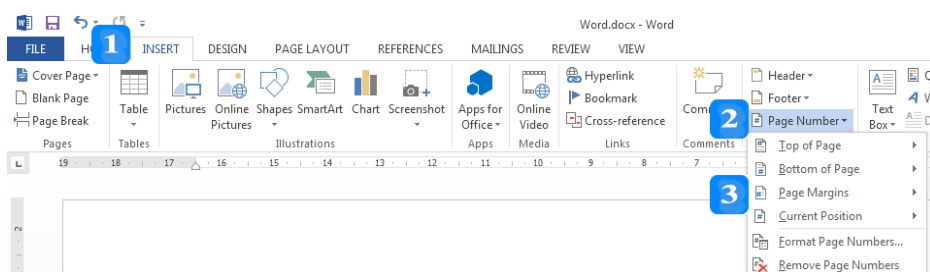 Word.docx - Word
FILE H 1 INSERT DESIGN PAGE LAYOUT REFERENCES MAILINGS REVIEW VIEW
Cover Page
Blank Page
Page Break
Pages
Table
Tables
Pictures
Online
Pictures
Shapes
SmartArt
Chart
Screenshot
Illustrations
Apps for
Office
Apps
Online
Video
Media
Hyperlink
Bookmark
Cross-reference
Links
Com
Comments
2
Header
Footer
Page Number
Text
Box
L 19 18 17 16 15 14 13 12 11 10 9 8 7
3
Top of Page
Bottom of Page
Page Margins
Current Position
Format Page Numbers...
Remove Page Numbers
2